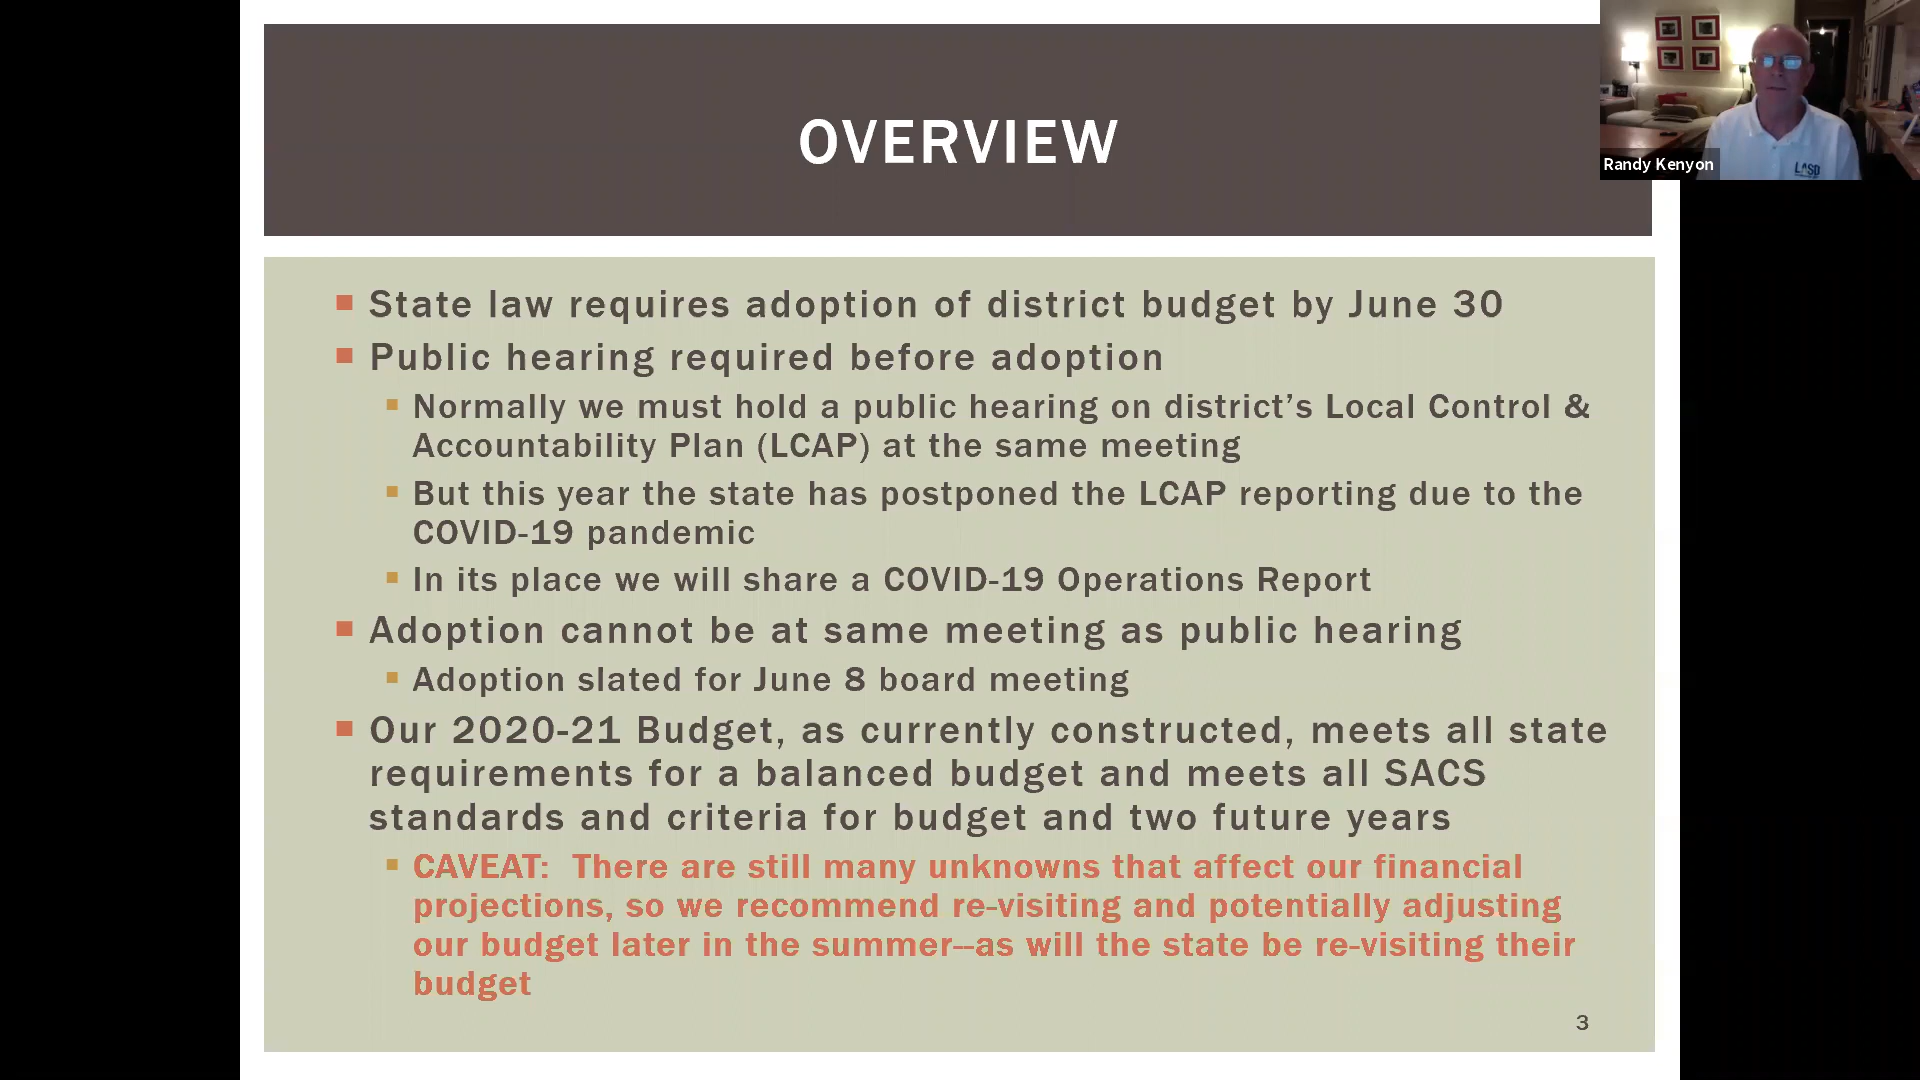 OVERVIEW
Randy Kenyon
LASD
State law requires adoption of district budget by June 30
Public hearing required before adoption
Normally we must hold a public hearing on district’s Local Control &
Accountability Plan (LCAP) at the same meeting
But this year the state has postponed the LCAP reporting due to the
COVID-19 pandemic
In its place we will share a COVID-19 Operations Report
Adoption cannot be at same meeting as public hearing
Adoption slated for June 8 board meeting
Our 2020-21 Budget, as currently constructed, meets all state
requirements for a balanced budget and meets all SACS
standards and criteria for budget and two future years
CAVEAT:  There are still many unknowns that affect our financial
projections, so we recommend re-visiting and potentially adjusting
our budget later in the summer--as will the state be re-visiting their
budget
3